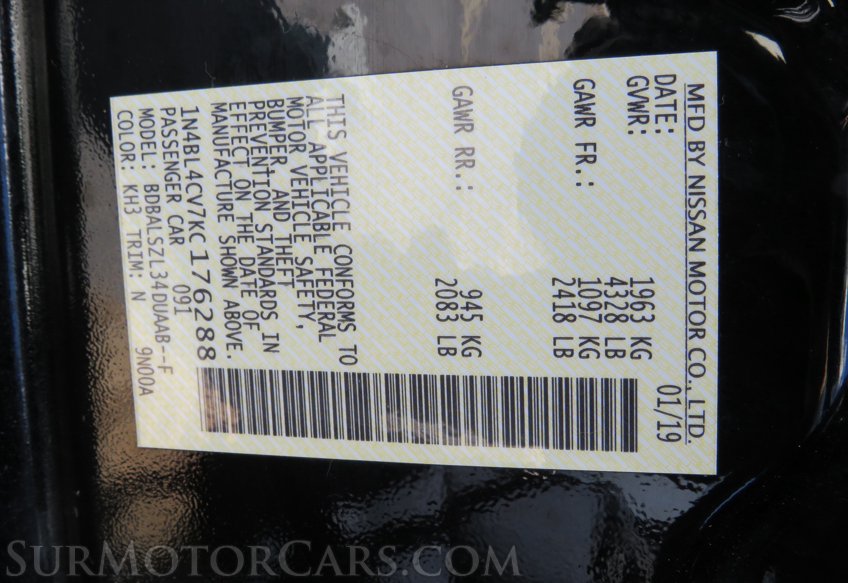 MFD BY NISSAN MOTOR CO., LTD.
DATE: 01/19
GVWR: 1963 KG
4328 LB
GAWR FR.: 1097 KG
2418 LB
GAWR RR.: 945 KG
2083 LB
THIS VEHICLE CONFORMS TO
ALL APPLICABLE FEDERAL
MOTOR VEHICLE SAFETY,
BUMPER, AND THEFT
PREVENTION STANDARDS IN
EFFECT ON THE DATE OF
MANUFACTURE SHOWN ABOVE.
1N4BL4CV7KC176288
PASSENGER CAR 091
MODEL: BDBALSZL34DUAAB--F
COLOR: KH3 TRIM: N 9N00A
SURMOTORCARS.COM